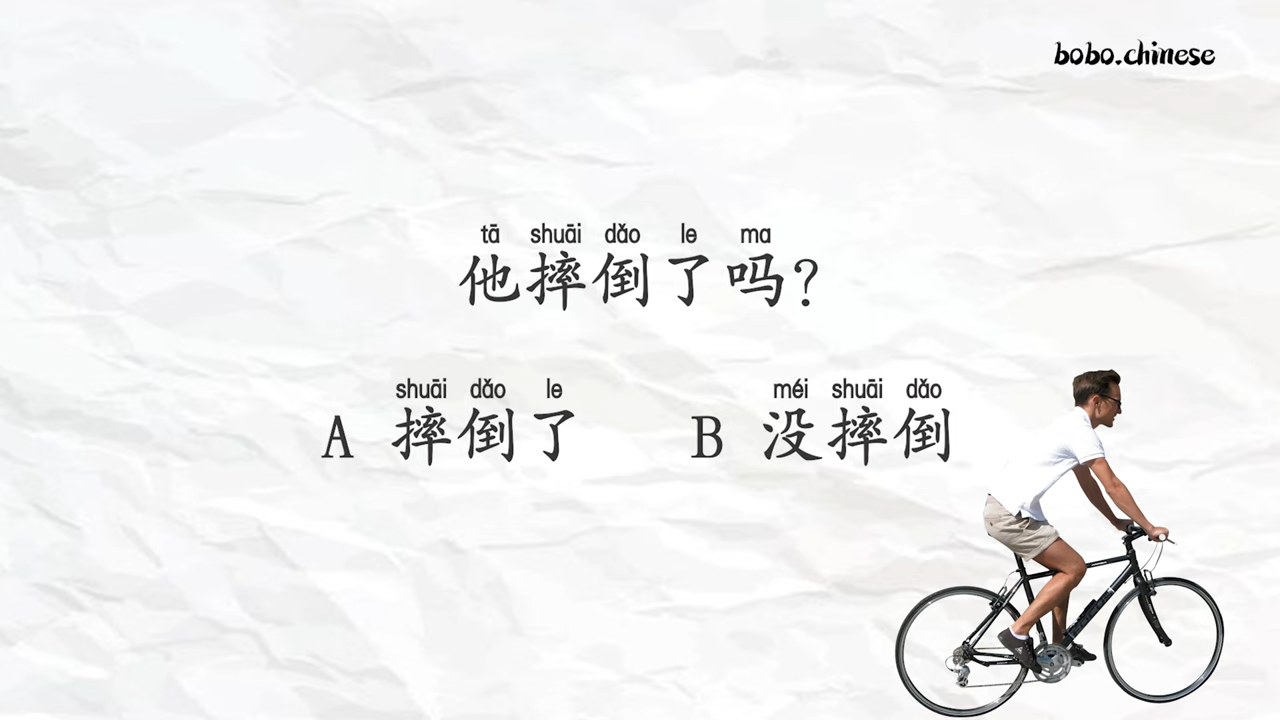 bobo.chinese
tā shuāi dǎo le ma
他摔倒了吗?
shuāi dǎo le
A 摔倒了
méi shuāi dǎo
B 没摔倒